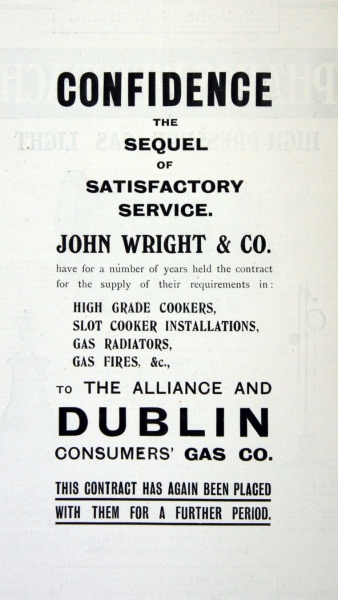 CONFIDENCE
THE
SEQUEL
OF
SATISFACTORY
SERVICE.
JOHN WRIGHT & CO.
have for a number of years held the contract
for the supply of their requirements in:
HIGH GRADE COOKERS,
SLOT COOKER INSTALLATIONS,
GAS RADIATORS,
GAS FIRES, &c.,
TO THE ALLIANCE AND
DUBLIN
CONSUMERS' GAS CO.
THIS CONTRACT HAS AGAIN BEEN PLACED
WITH THEM FOR A FURTHER PERIOD.